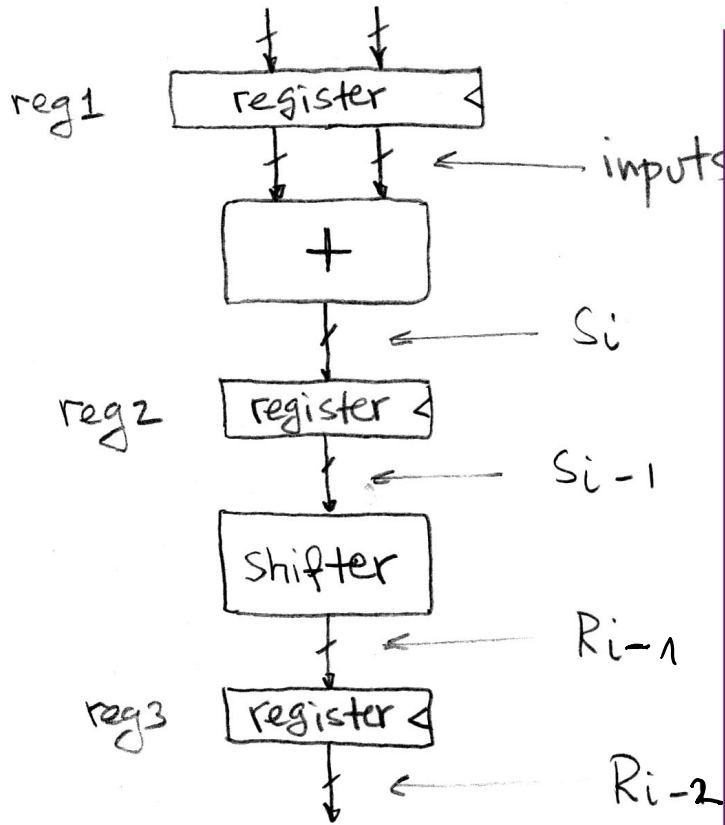 reg1
register
inputs
+
Si
reg2
register
Si-1
Shifter
Ri-1
reg3
register
Ri-2